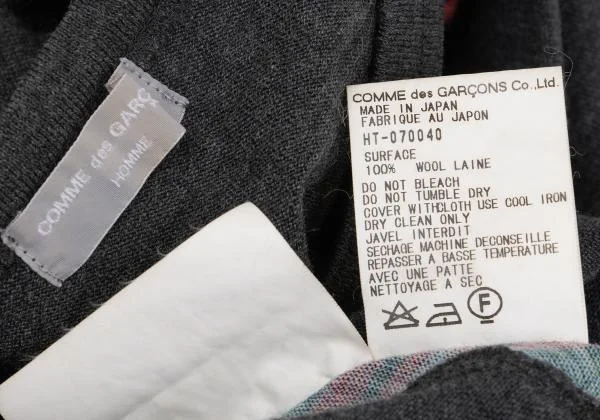 COMME des GARÇ
HOMME
COMME des GARÇONS Co.,Ltd.
MADE IN JAPAN
FABRIQUE AU JAPON
HT-070040
SURFACE
100% WOOL LAINE
DO NOT BLEACH
DO NOT TUMBLE DRY
COVER WITHCLOTH USE COOL IRON
DRY CLEAN ONLY
JAVEL INTERDIT
SECHAGE MACHINE DECONSEILLE
REPASSER A BASSE TEMPERATURE
AVEC UNE PATTE
NETTOYAGE A SEC
F